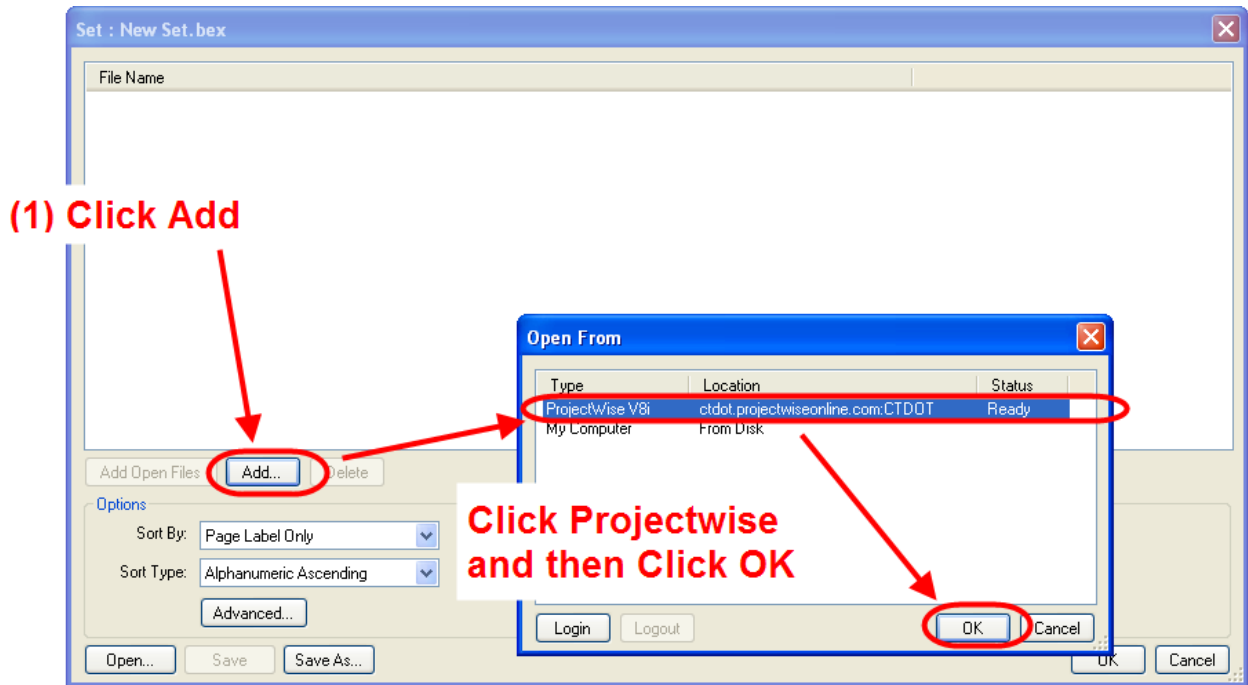 Set : New Set.bex
File Name
(1) Click Add
Open From
Type Location Status
ProjectWise V8i ctdot.projectwiseonline.com:CTDOT Ready
My Computer From Disk
Add Open Files Add... Delete
Options
Sort By: Page Label Only
Sort Type: Alphanumeric Ascending
Advanced...
Click Projectwise
and then Click OK
Login Logout OK Cancel
Open... Save Save As... OK Cancel